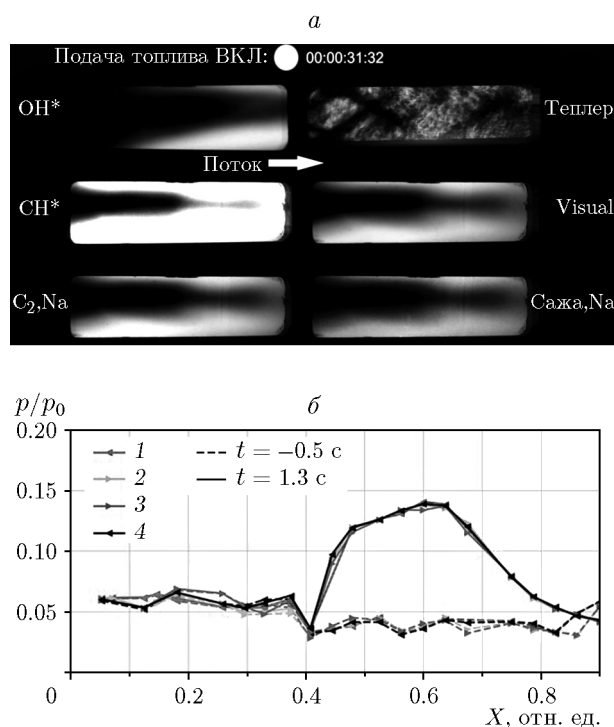 а
Подача топлива ВКЛ: 00:00:31:32
OH* Теплер
Поток
CH* Visual
C₂,Na Сажа,Na
p/p₀ б
0.20
1 t = −0.5 с
2 t = 1.3 с
0.15
3
4
0.10
0.05
0 0.2 0.4 0.6 0.8
X, отн. ед.